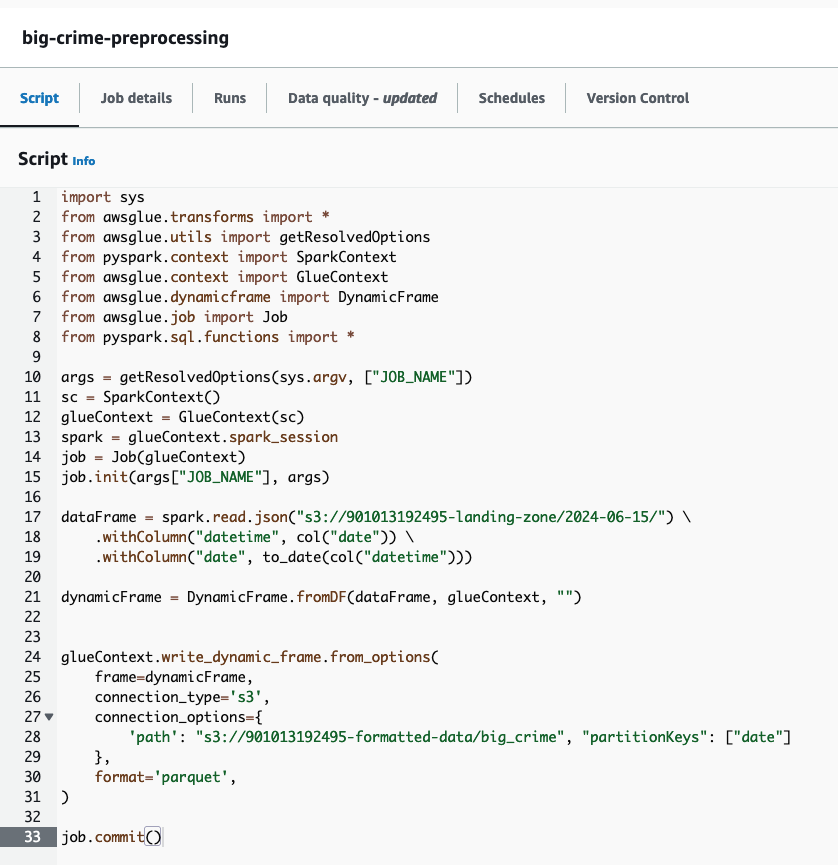 big-crime-preprocessing
Script Job details Runs Data quality - updated Schedules Version Control
Script Info
1 import sys
2 from awsglue.transforms import *
3 from awsglue.utils import getResolvedOptions
4 from pyspark.context import SparkContext
5 from awsglue.context import GlueContext
6 from awsglue.dynamicframe import DynamicFrame
7 from awsglue.job import Job
8 from pyspark.sql.functions import *
9
10 args = getResolvedOptions(sys.argv, ["JOB_NAME"])
11 sc = SparkContext()
12 glueContext = GlueContext(sc)
13 spark = glueContext.spark_session
14 job = Job(glueContext)
15 job.init(args["JOB_NAME"], args)
16
17 dataFrame = spark.read.json("s3://901013192495-landing-zone/2024-06-15/") \
18     .withColumn("datetime", col("date")) \
19     .withColumn("date", to_date(col("datetime")))
20
21 dynamicFrame = DynamicFrame.fromDF(dataFrame, glueContext, "")
22
23
24 glueContext.write_dynamic_frame.from_options(
25     frame=dynamicFrame,
26     connection_type='s3',
27     connection_options={
28         'path': "s3://901013192495-formatted-data/big_crime", "partitionKeys": ["date"]
29     },
30     format='parquet',
31 )
32
33 job.commit()